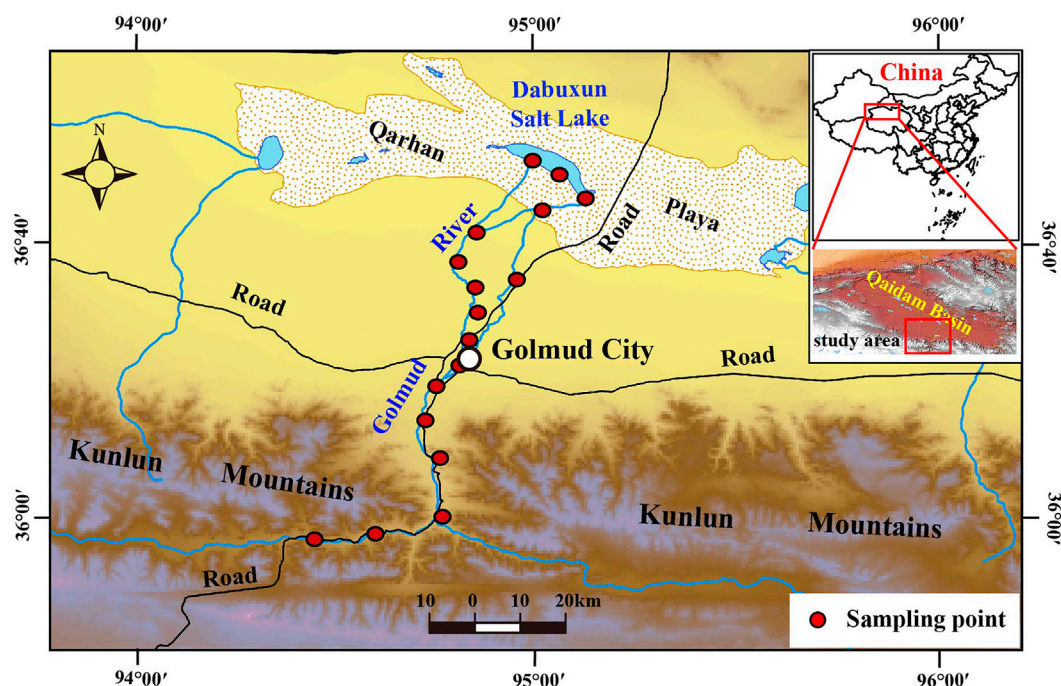 94°00′
95°00′
96°00′
China
Dabuxun
Salt Lake
N
Qarhan
Playa
River
Road
36°40′
36°40′
Road
Qaidam Basin
study area
Golmud City
Road
Golmud
Kunlun
Mountains
Kunlun
Mountains
36°00′
36°00′
Road
10 0 10 20km
Sampling point
94°00′
95°00′
96°00′